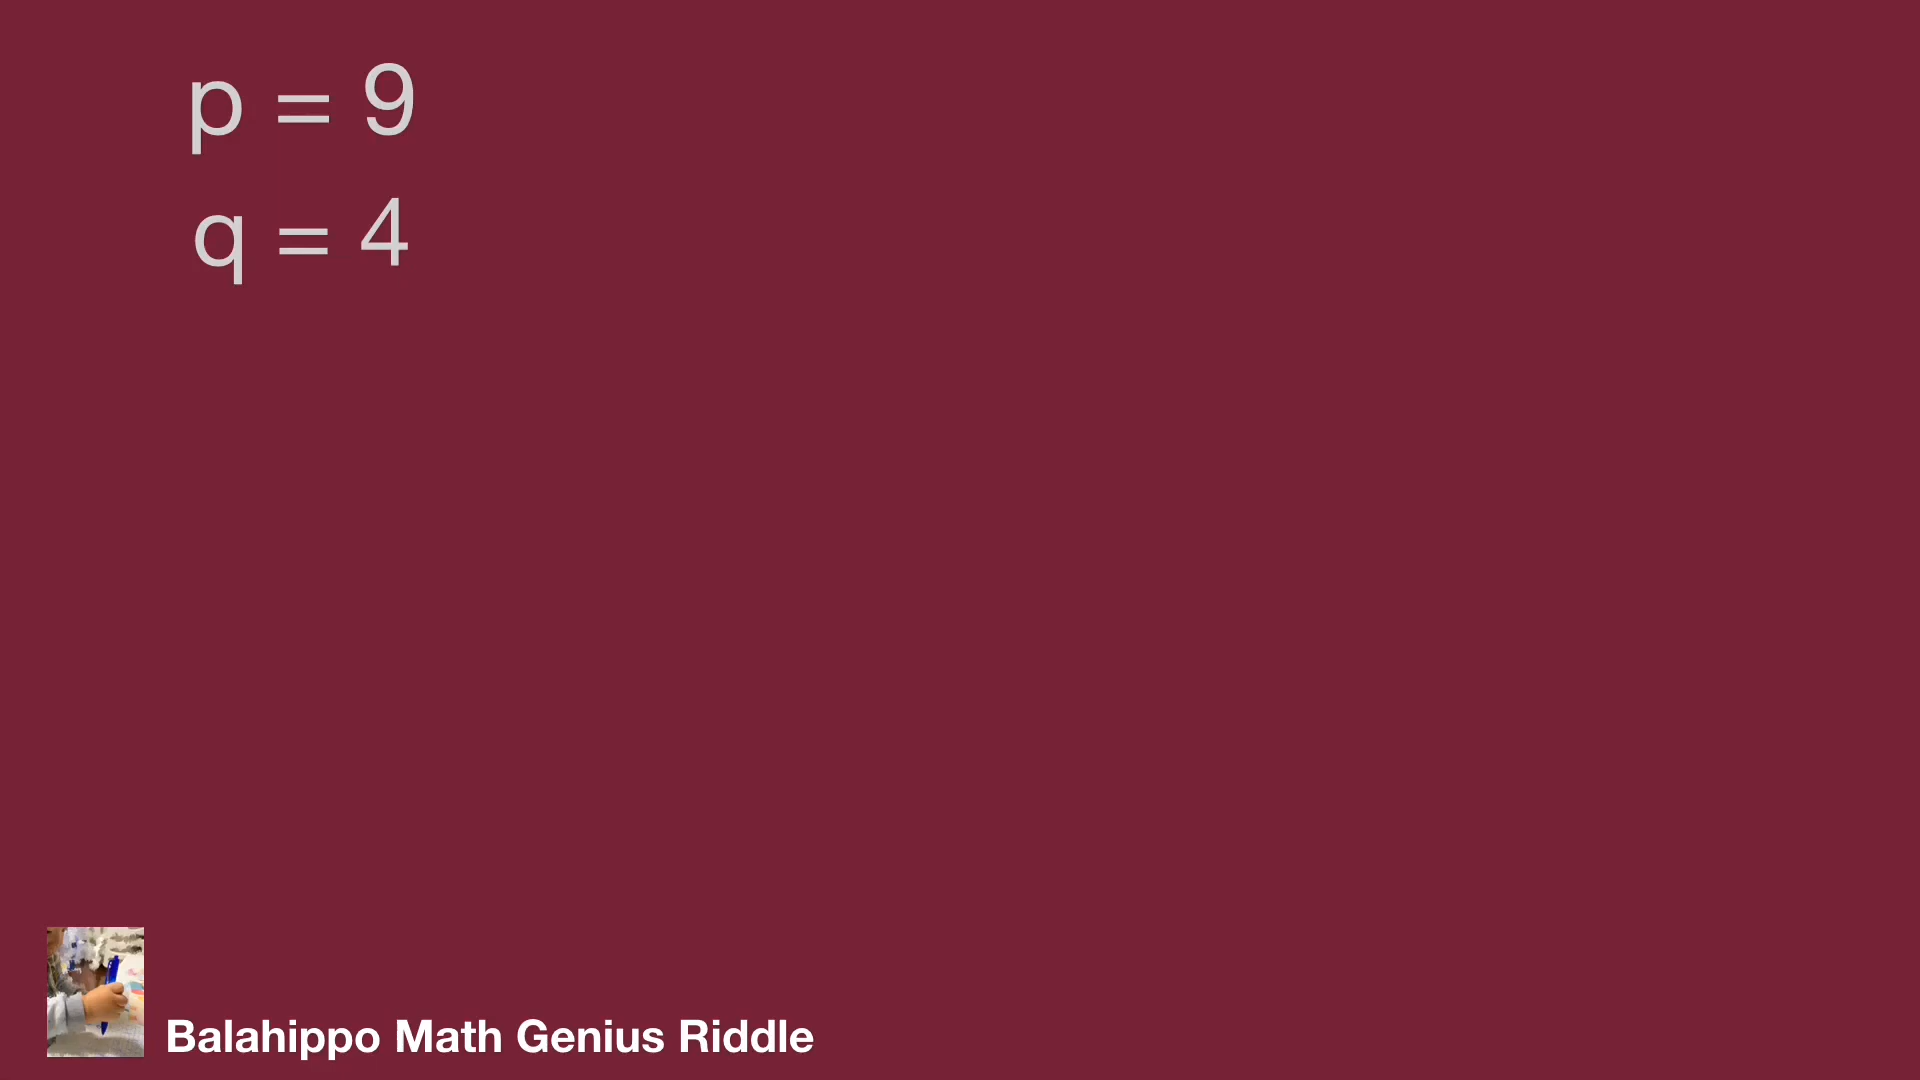 p = 9
q = 4
Balahippo Math Genius Riddle